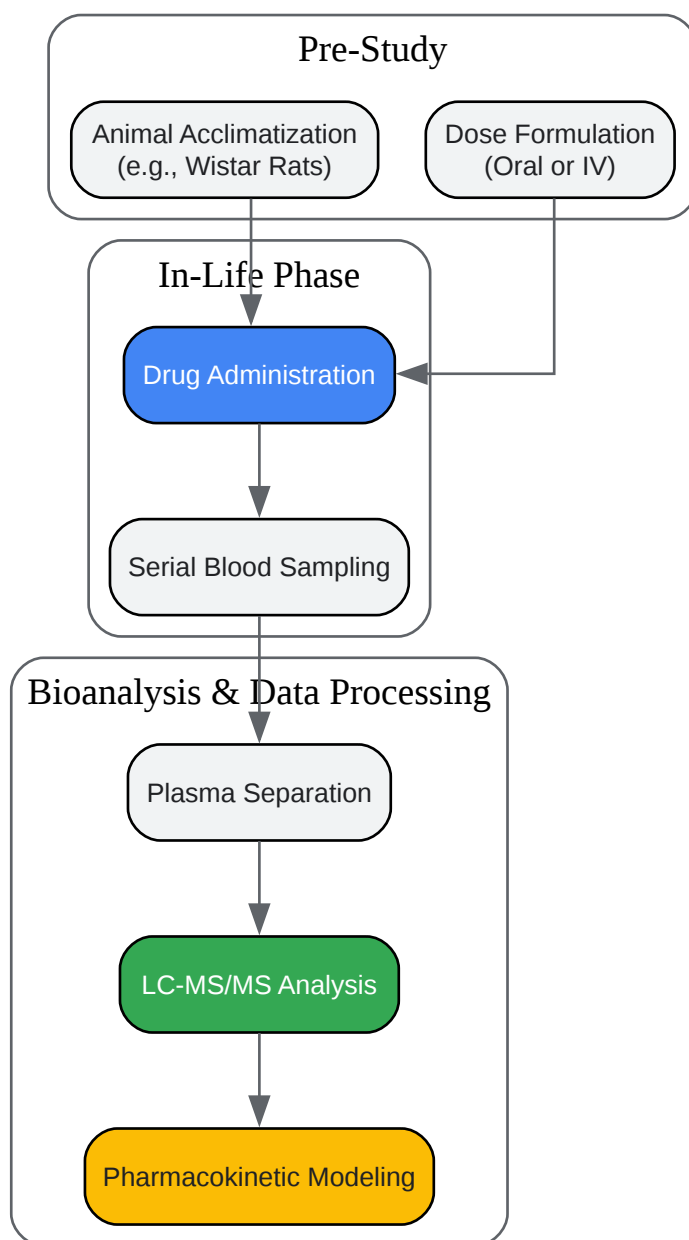 Pre-Study
Animal Acclimatization
(e.g., Wistar Rats)
Dose Formulation
(Oral or IV)
In-Life Phase
Drug Administration
Serial Blood Sampling
Bioanalysis & Data Processing
Plasma Separation
LC-MS/MS Analysis
Pharmacokinetic Modeling